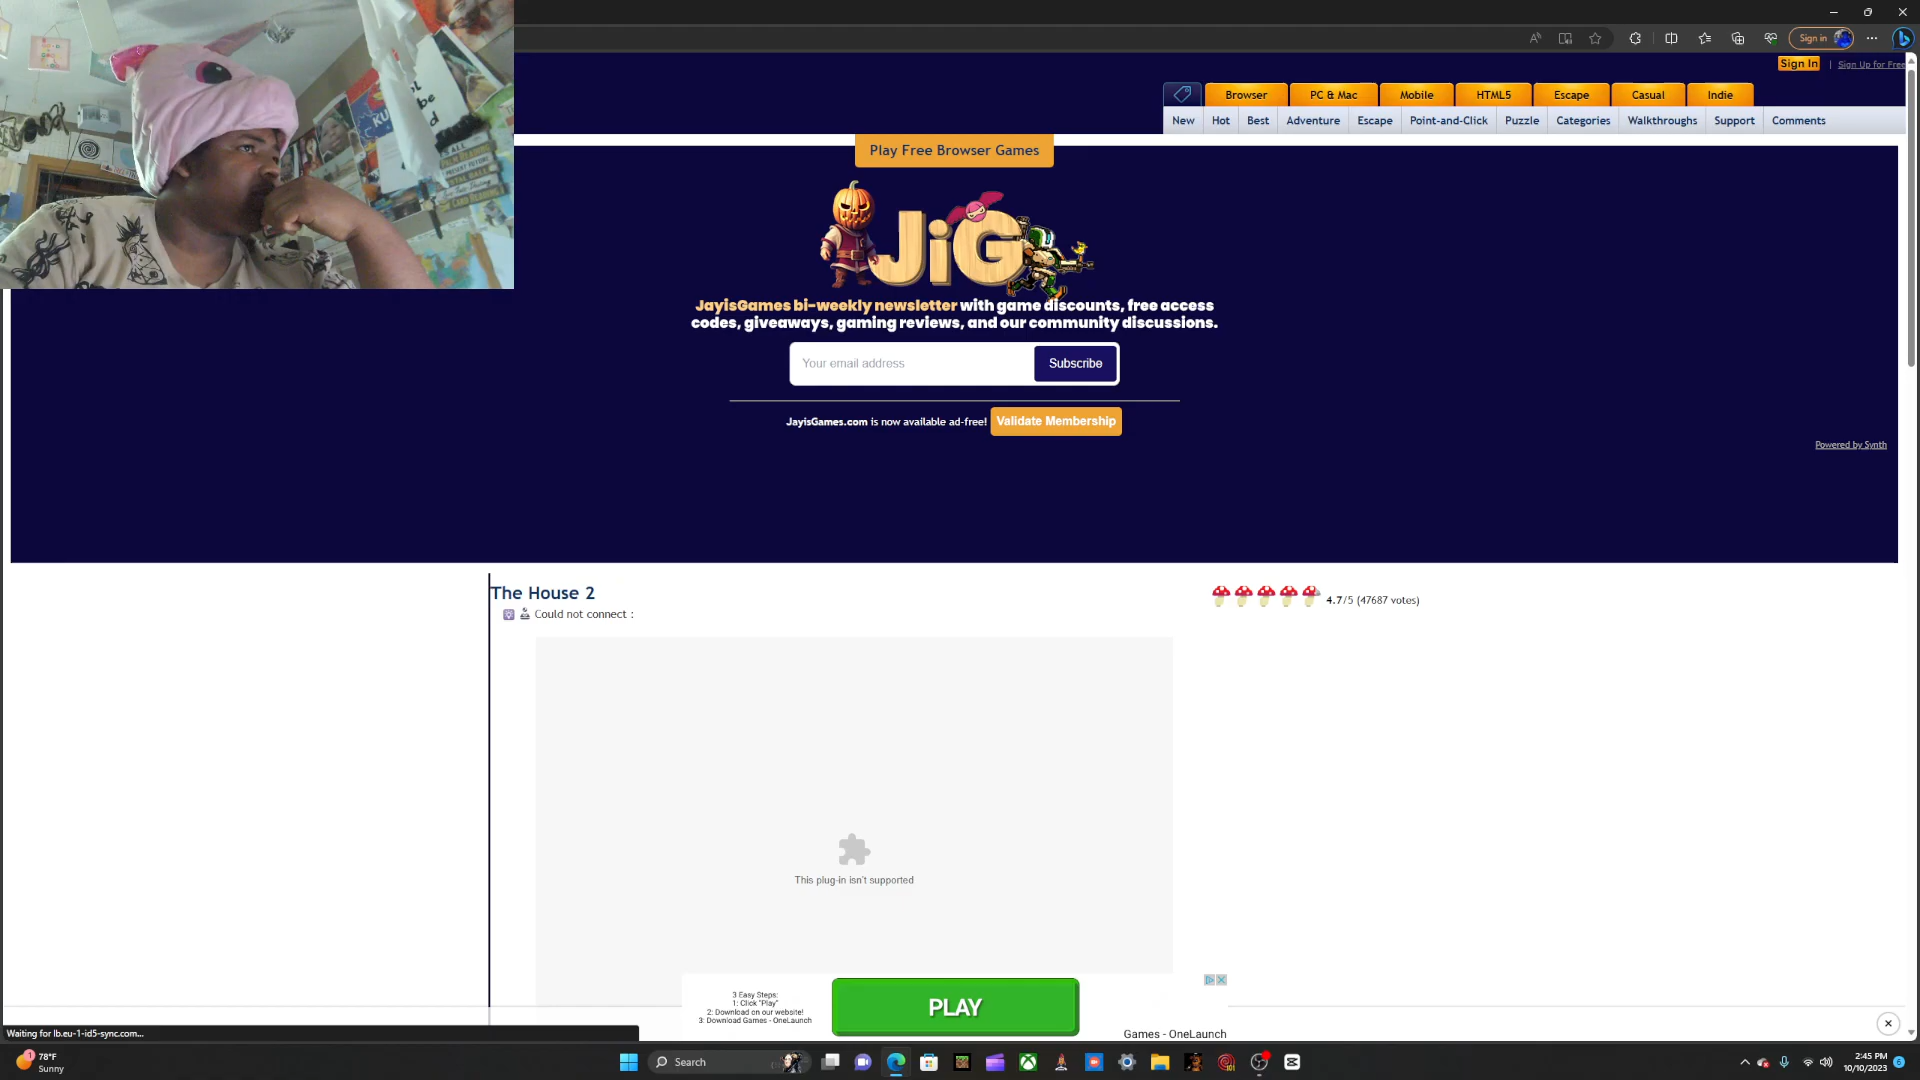 Sign in
Sign In | Sign Up for Free
Browser PC & Mac Mobile HTML5 Escape Casual Indie
New Hot Best Adventure Escape Point-and-Click Puzzle Categories Walkthroughs Support Comments
Play Free Browser Games
JiG
JayisGames bi-weekly newsletter with game discounts, free access
codes, giveaways, gaming reviews, and our community discussions.
Your email address Subscribe
JayisGames.com is now available ad-free! Validate Membership
Powered by Synth
The House 2
4.7/5 (47687 votes)
Could not connect :
This plug-in isn't supported
3 Easy Steps:
1: Click "Play"
2: Download on our website!
3: Download Games - OneLaunch
PLAY
Games - OneLaunch
Waiting for lb.eu-1-id5-sync.com...
1
78°F
Sunny
Search
2:45 PM
10/10/2023
6